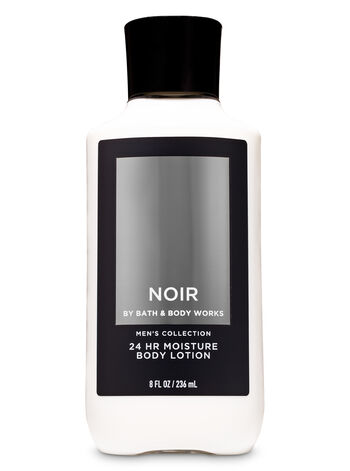 NOIR
BY BATH & BODY WORKS
MEN'S COLLECTION
24 HR MOISTURE
BODY LOTION
8 FL OZ / 236 mL